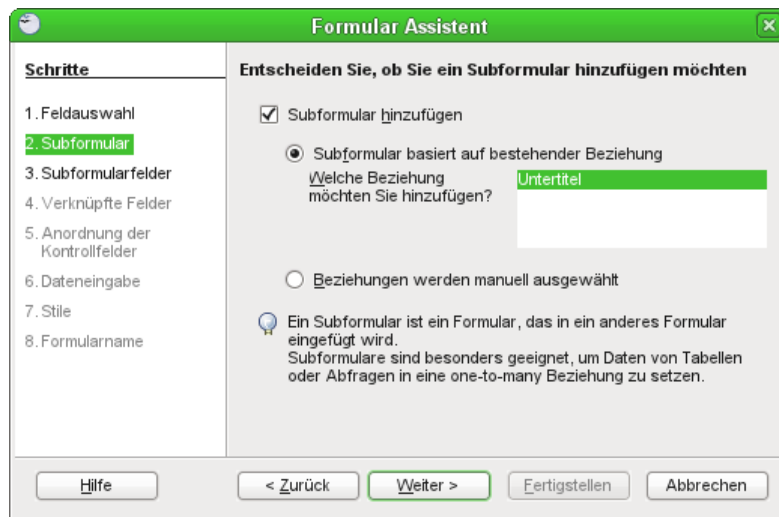 Formular Assistent
Schritte
1. Feldauswahl
2. Subformular
3. Subformularfelder
4. Verknüpfte Felder
5. Anordnung der
Kontrollfelder
6. Dateneingabe
7. Stile
8. Formularname
Entscheiden Sie, ob Sie ein Subformular hinzufügen möchten
Subformular hinzufügen
Subformular basiert auf bestehender Beziehung
Welche Beziehung
möchten Sie hinzufügen?
Untertitel
Beziehungen werden manuell ausgewählt
Ein Subformular ist ein Formular, das in ein anderes Formular
eingefügt wird.
Subformulare sind besonders geeignet, um Daten von Tabellen
oder Abfragen in eine one-to-many Beziehung zu setzen.
Hilfe
< Zurück
Weiter >
Fertigstellen
Abbrechen